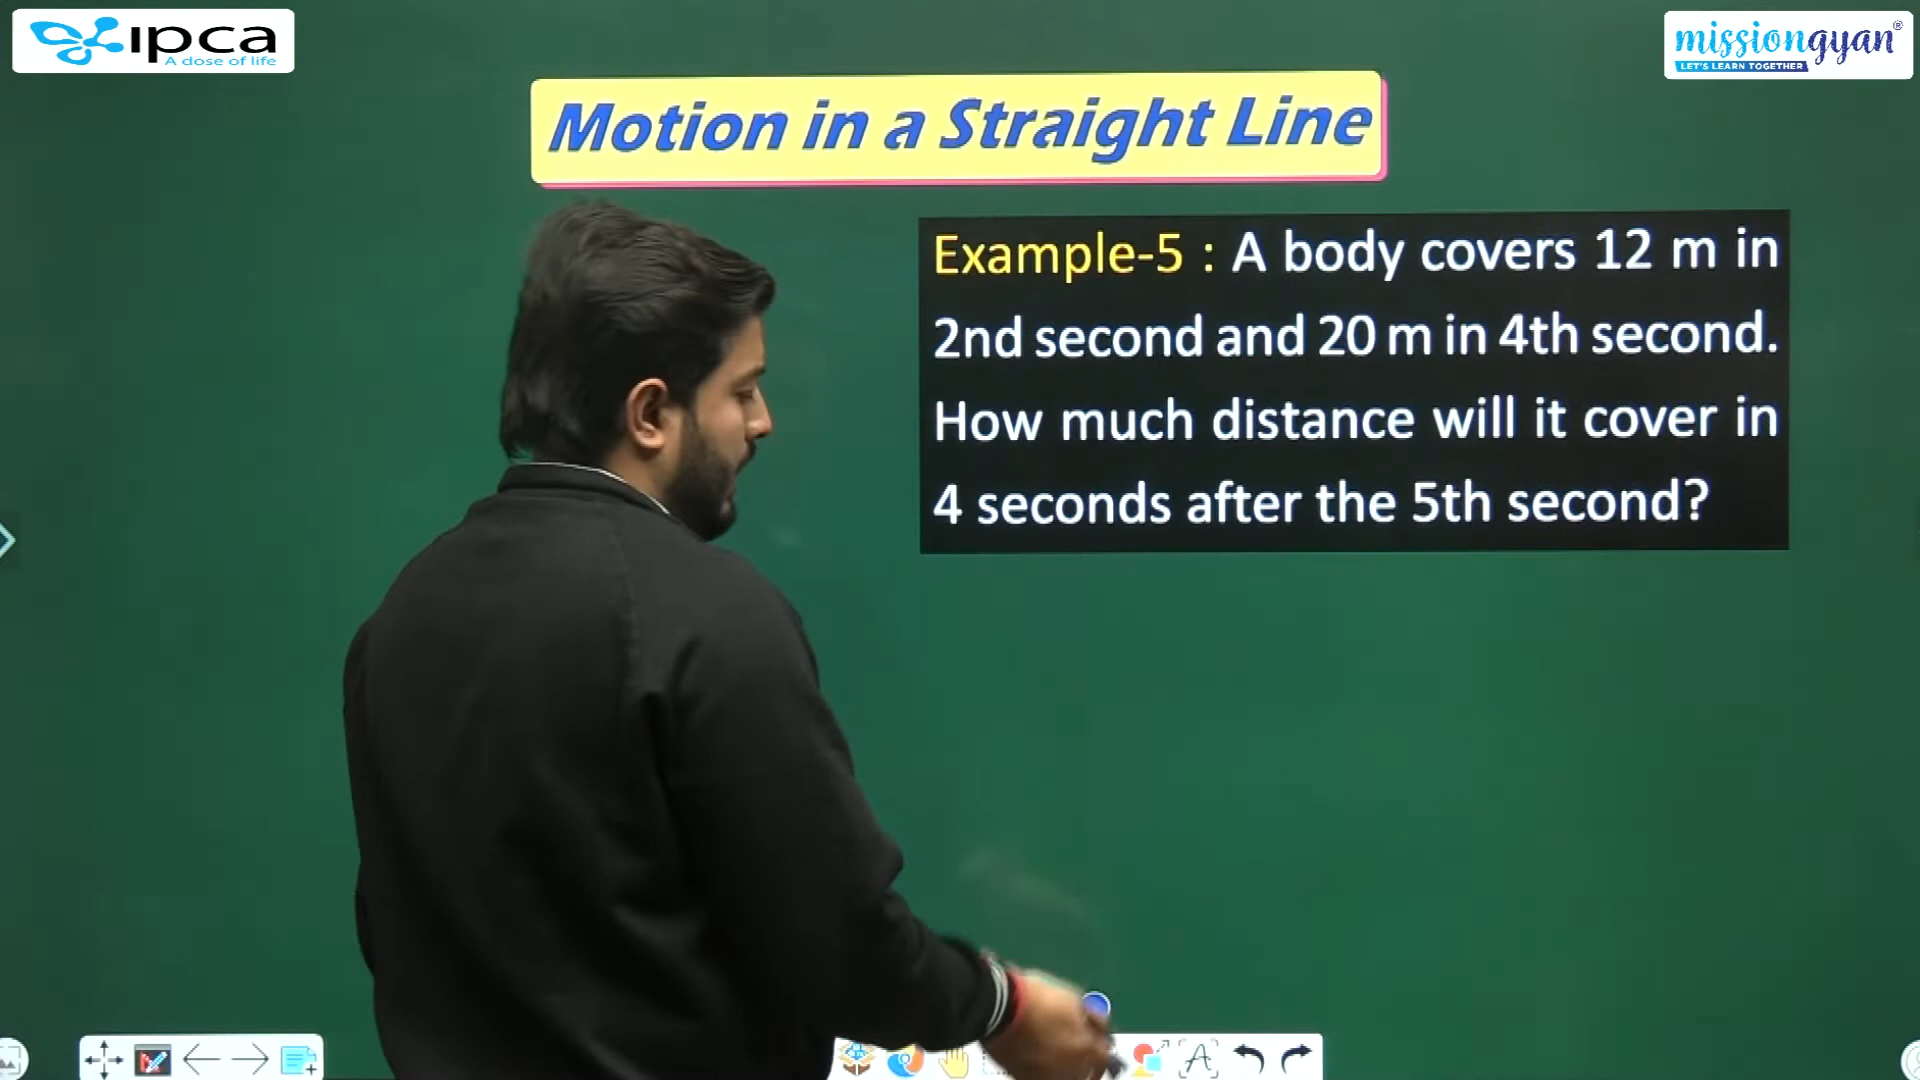 ipca
A dose of life
missiongyan®
LET'S LEARN TOGETHER
Motion in a Straight Line
Example-5 : A body covers 12 m in
2nd second and 20 m in 4th second.
How much distance will it cover in
4 seconds after the 5th second?
A